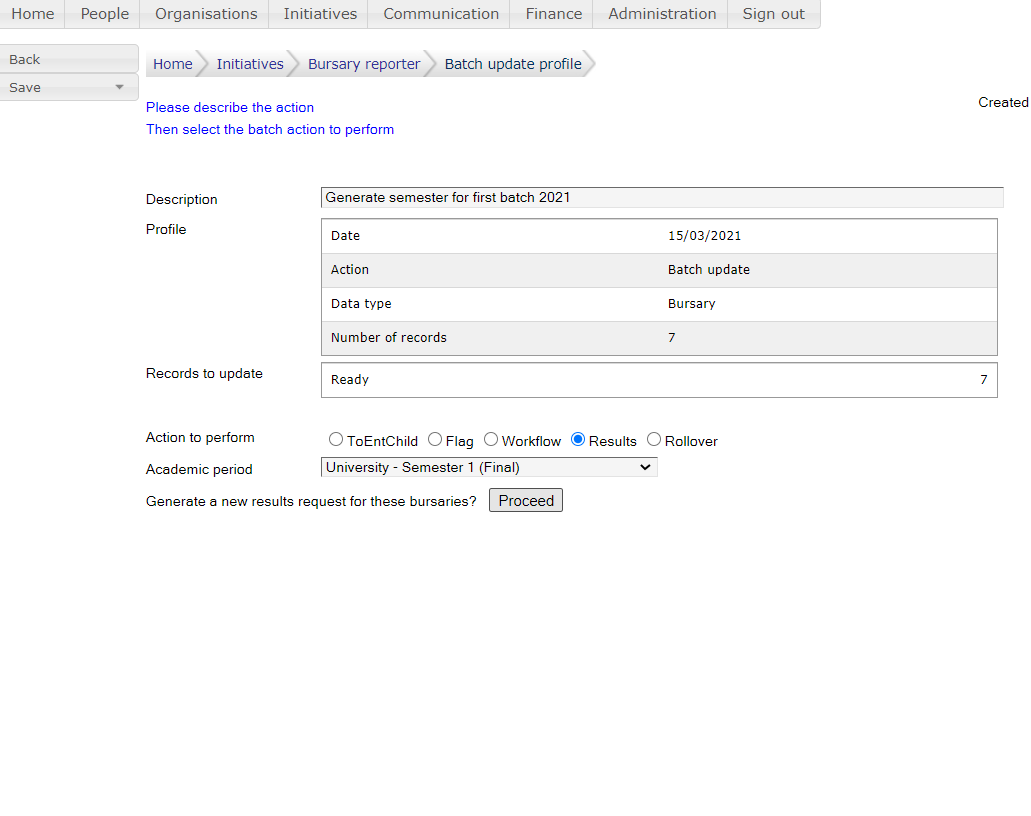 Home People Organisations Initiatives Communication Finance Administration Sign out
Back
Save
Home Initiatives Bursary reporter Batch update profile
Created
Please describe the action
Then select the batch action to perform
Description Generate semester for first batch 2021
Profile
Date 15/03/2021
Action Batch update
Data type Bursary
Number of records 7
Records to update Ready 7
Action to perform ToEntChild Flag Workflow Results Rollover
Academic period University - Semester 1 (Final)
Generate a new results request for these bursaries? Proceed